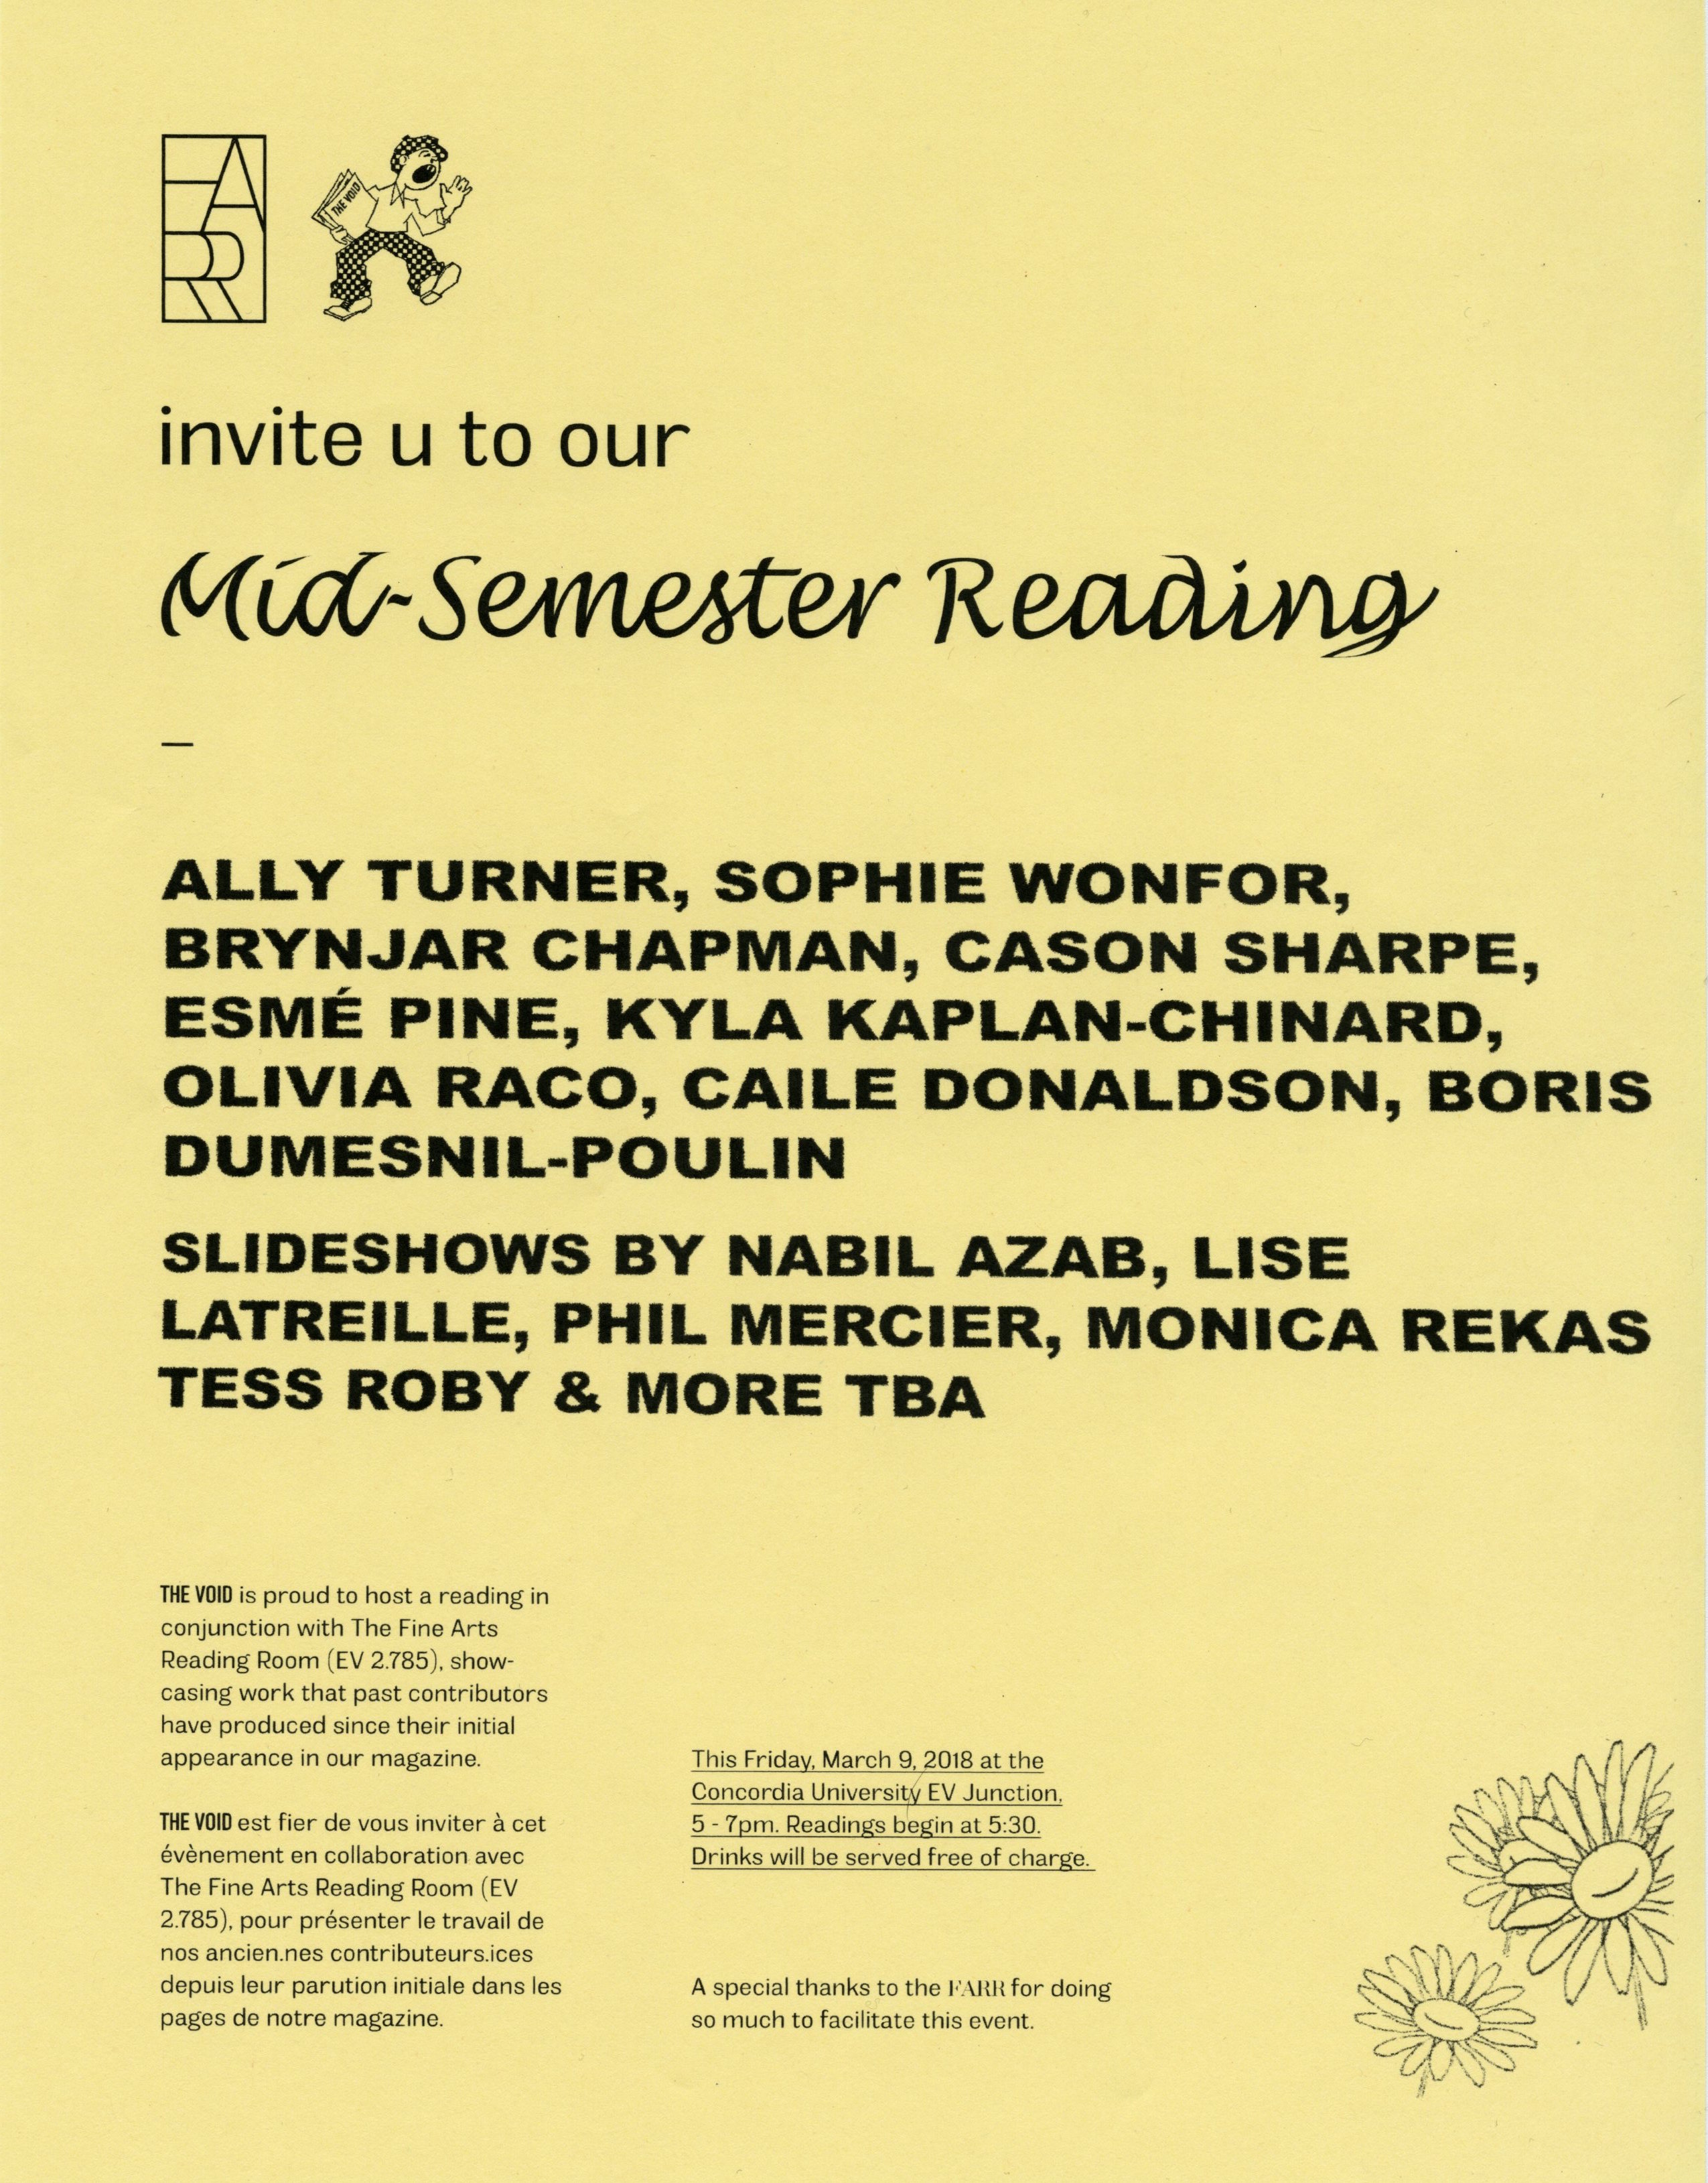 FARR
THE VOID
invite u to our
Mid-Semester Reading
—
ALLY TURNER, SOPHIE WONFOR,
BRYNJAR CHAPMAN, CASON SHARPE,
ESMÉ PINE, KYLA KAPLAN-CHINARD,
OLIVIA RACO, CAILE DONALDSON, BORIS
DUMESNIL-POULIN
SLIDESHOWS BY NABIL AZAB, LISE
LATREILLE, PHIL MERCIER, MONICA REKAS
TESS ROBY & MORE TBA
THE VOID is proud to host a reading in
conjunction with The Fine Arts
Reading Room (EV 2.785), show-
casing work that past contributors
have produced since their initial
appearance in our magazine.
THE VOID est fier de vous inviter à cet
évènement en collaboration avec
The Fine Arts Reading Room (EV
2.785), pour présenter le travail de
nos ancien.nes contributeurs.ices
depuis leur parution initiale dans les
pages de notre magazine.
This Friday, March 9, 2018 at the
Concordia University EV Junction,
5 - 7pm. Readings begin at 5:30.
Drinks will be served free of charge.
A special thanks to the FARR for doing
so much to facilitate this event.